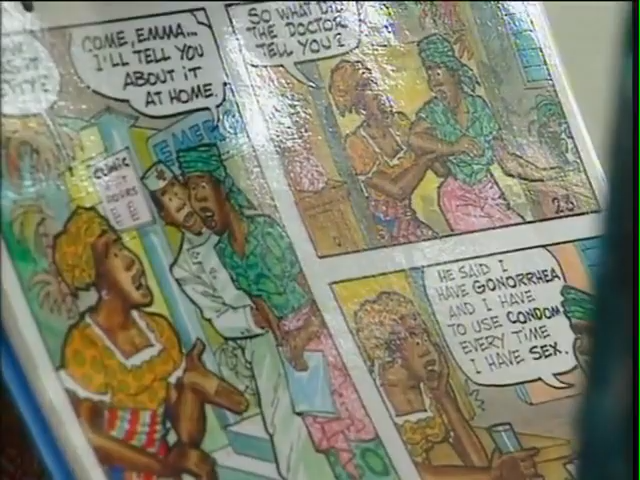 COME, EMMA...
I'LL TELL YOU
ABOUT IT
AT HOME.
SO WHAT DID
THE DOCTOR
TELL YOU?
CLINIC
HOURS
EMER
23
HE SAID I
HAVE GONORRHEA
AND I HAVE
TO USE CONDOM
EVERY TIME
I HAVE SEX.